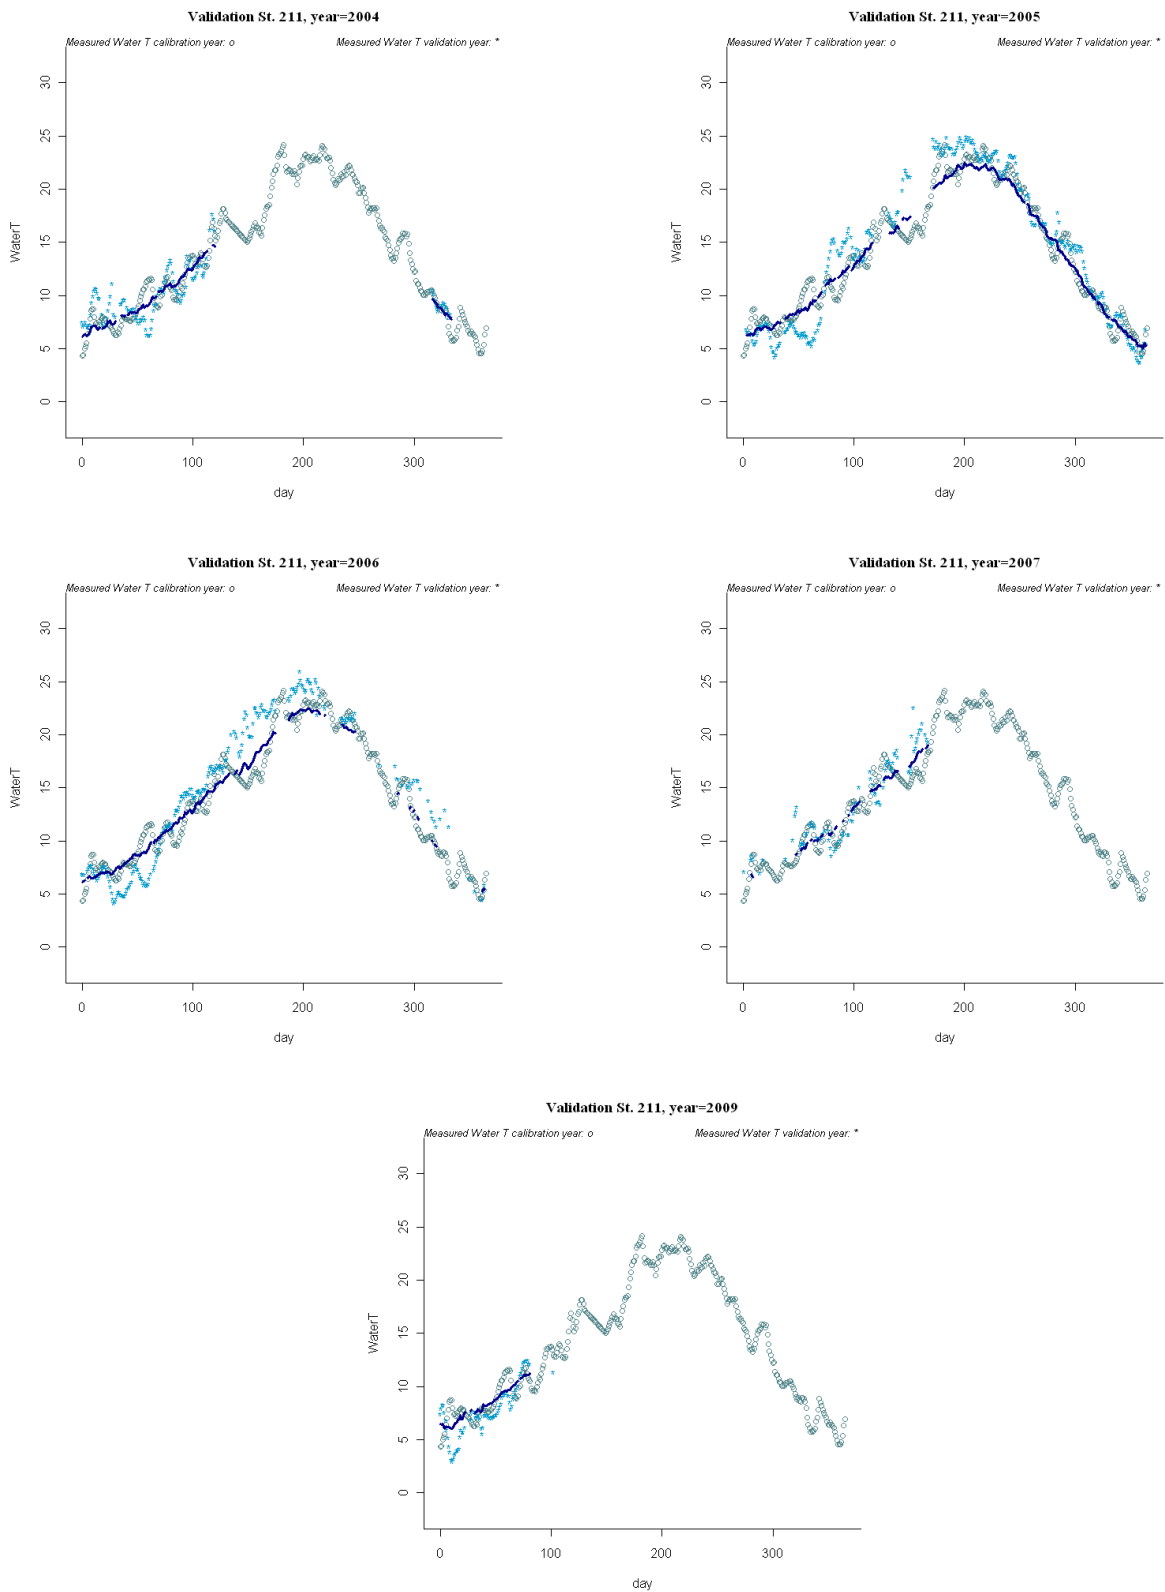 Validation St. 211, year=2004
Measured Water T calibration year: o
Measured Water T validation year: *
30
25
20
15
10
5
0
WaterT
0 100 200 300
day
Validation St. 211, year=2005
Measured Water T calibration year: o
Measured Water T validation year: *
30
25
20
15
10
5
0
WaterT
0 100 200 300
day
Validation St. 211, year=2006
Measured Water T calibration year: o
Measured Water T validation year: *
30
25
20
15
10
5
0
WaterT
0 100 200 300
day
Validation St. 211, year=2007
Measured Water T calibration year: o
Measured Water T validation year: *
30
25
20
15
10
5
0
WaterT
0 100 200 300
day
Validation St. 211, year=2009
Measured Water T calibration year: o
Measured Water T validation year: *
30
25
20
15
10
5
0
WaterT
0 100 200 300
day